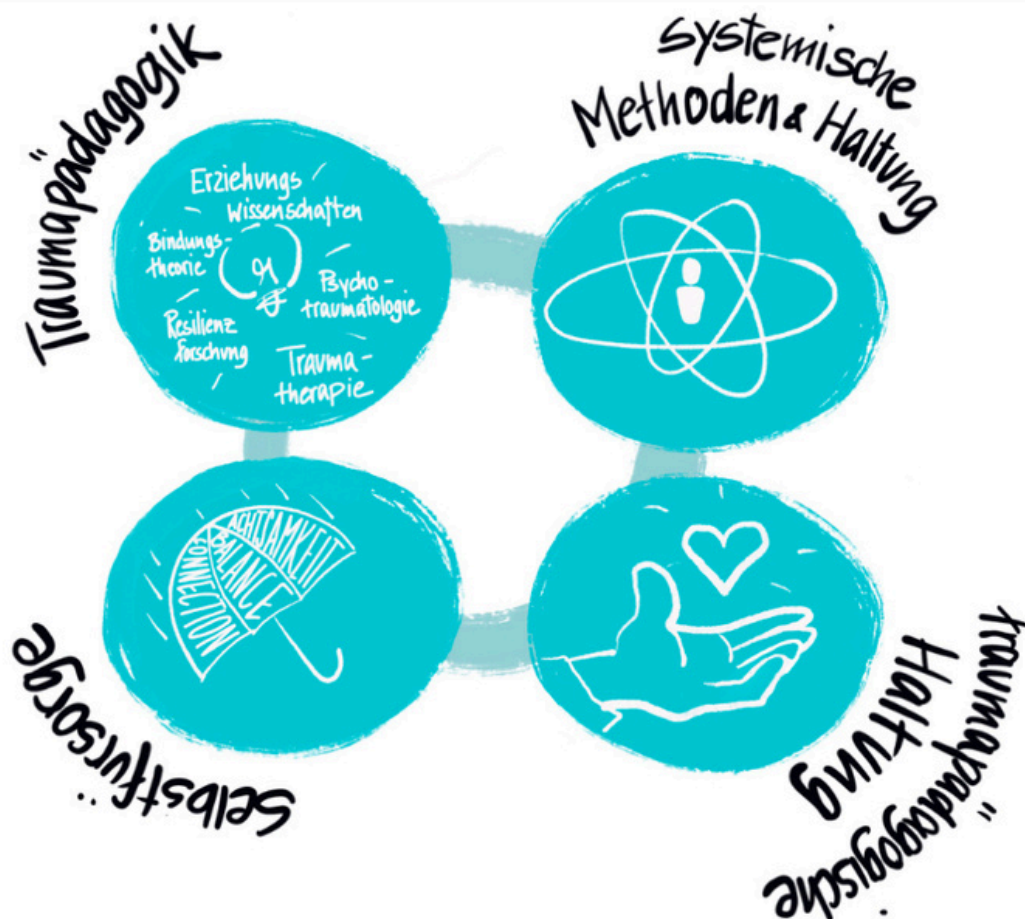 Traumapädagogik
Erziehungs
Wissenschaften
Bindungs-
theorie
Psycho-
traumatologie
Resilienz
forschung
Trauma-
therapie
systemische
Methoden & Haltung
ACHTSAMKEIT
BALANCE
CONNECTION
Selbstfürsorge
traumapädagogische
Haltung